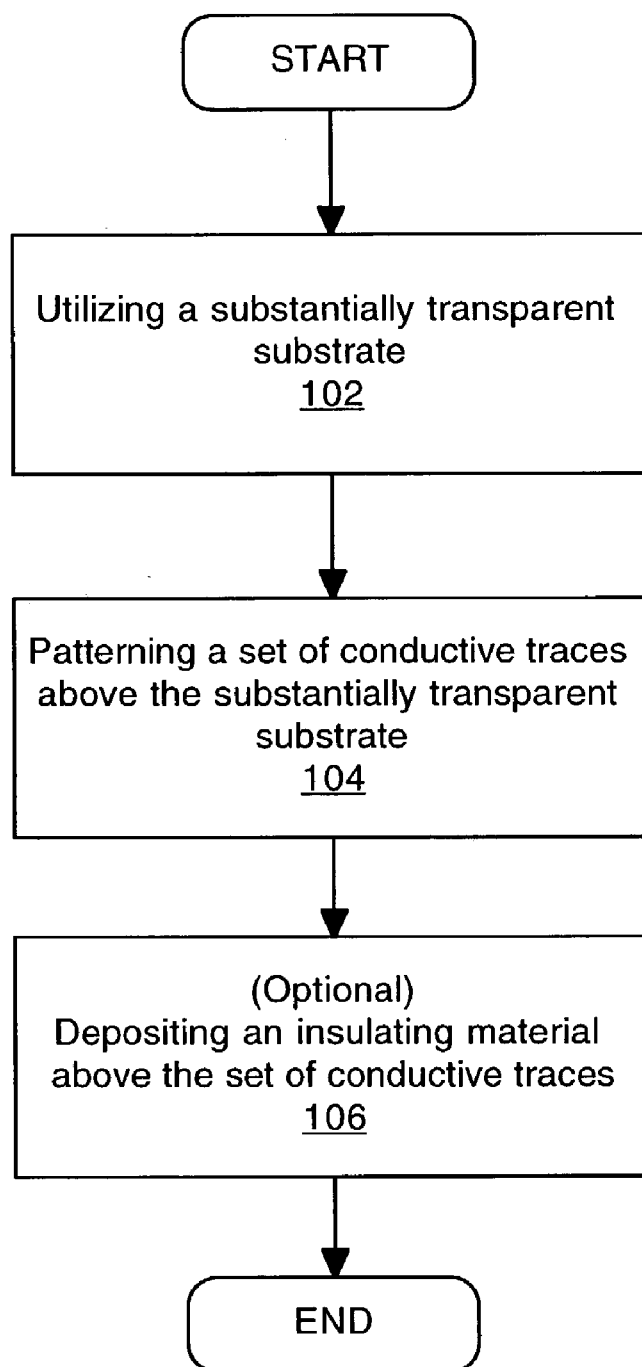 START
Utilizing a substantially transparent
substrate
102
Patterning a set of conductive traces
above the substantially transparent
substrate
104
(Optional)
Depositing an insulating material
above the set of conductive traces
106
END